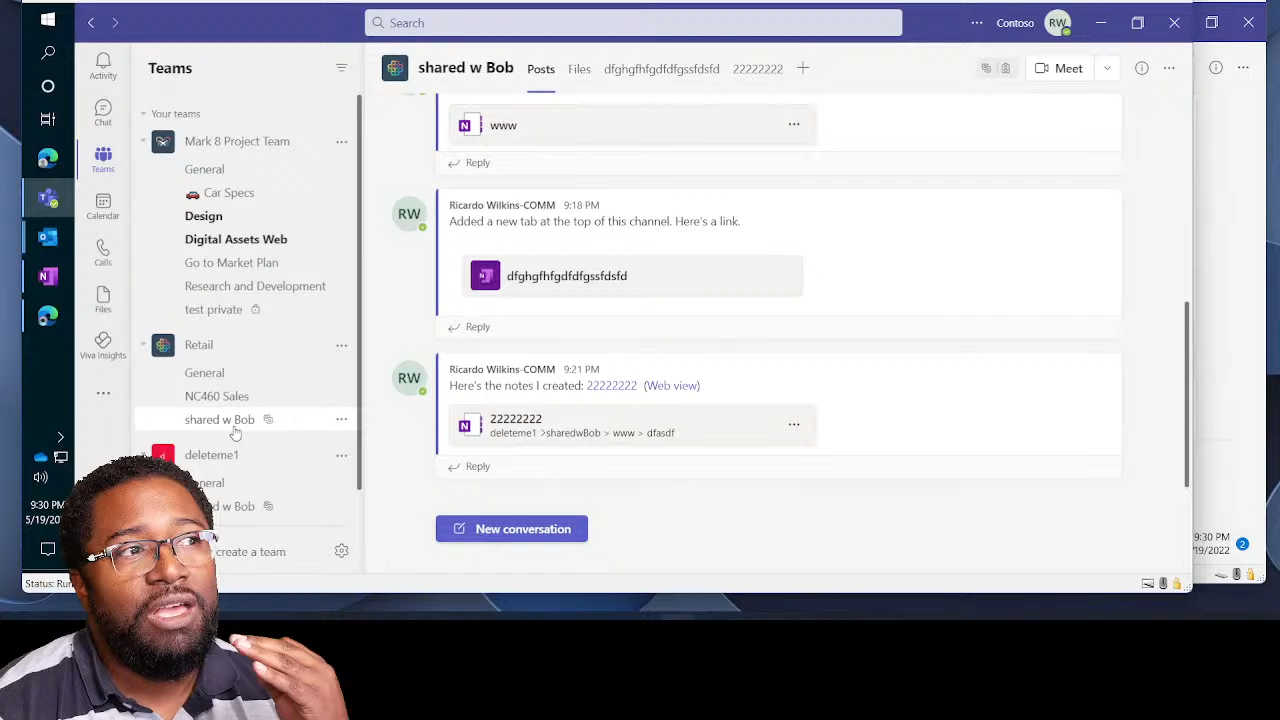 Search
Contoso
RW
Activity
Chat
Teams
Calendar
Calls
Files
Viva Insights
9:30 PM
Status: Ru
Teams
Your teams
Mark 8 Project Team
General
Car Specs
Design
Digital Assets Web
Go to Market Plan
Research and Development
test private
Retail
General
NC460 Sales
shared w Bob
deleteme1
eneral
d w Bob
create a team
shared w Bob
Posts
Files
dfghgfhfgdfdfgssfdsfd
22222222
Meet
www
Reply
RW
Ricardo Wilkins-COMM 9:18 PM
Added a new tab at the top of this channel. Here's a link.
dfghgfhfgdfdfgssfdsfd
Reply
RW
Ricardo Wilkins-COMM 9:21 PM
Here's the notes I created: 22222222 (Web view)
22222222
deleteme1 >sharedwBob > www > dfasdf
Reply
New conversation
9:30 PM
/19/2022
2